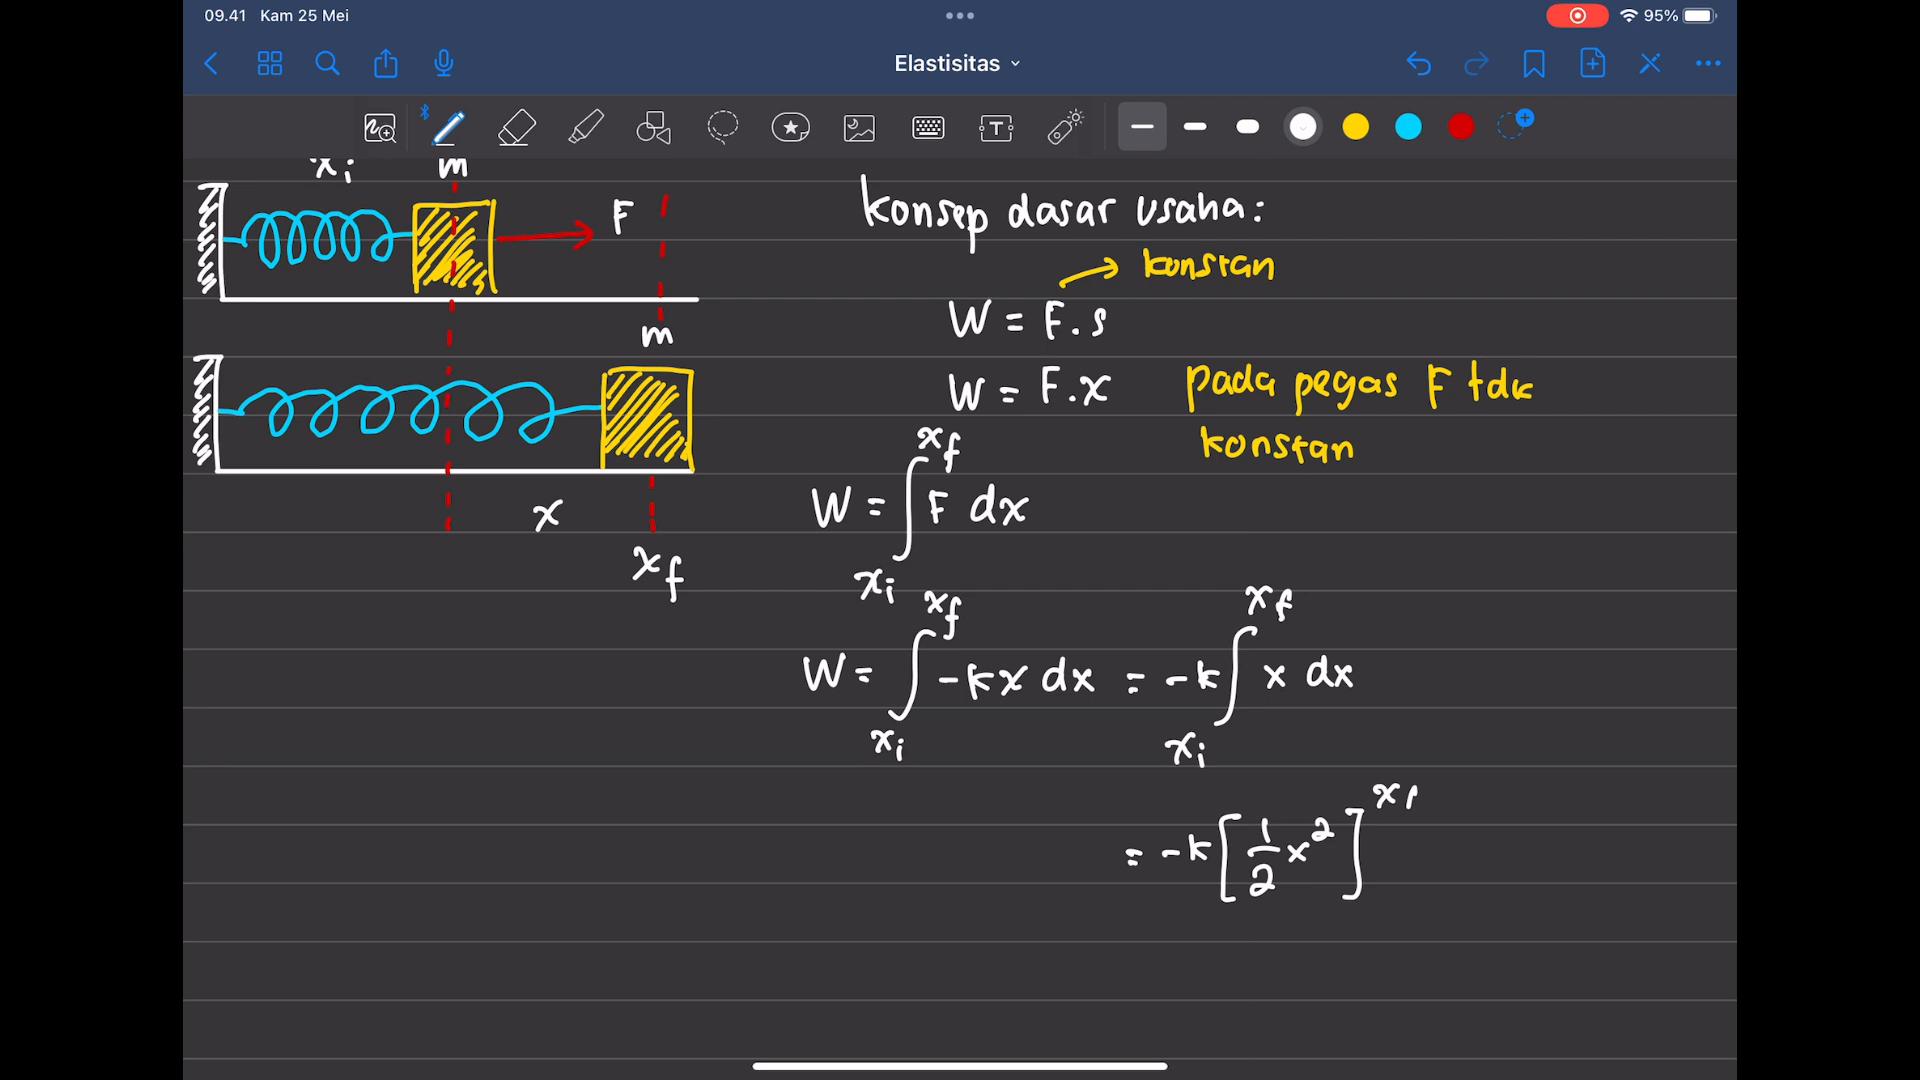 09.41 Kam 25 Mei
95%
Elastisitas
T
xi m
F
m
x
xf
konsep dasar usaha:
konstan
W = F.s
W = F.x
pada pegas F tdk
konstan
W = ∫ F dx
xf
xi
W = ∫ -kx dx = -k ∫ x dx
xf xf
xi xi
= -k [ 1/2 x² ]